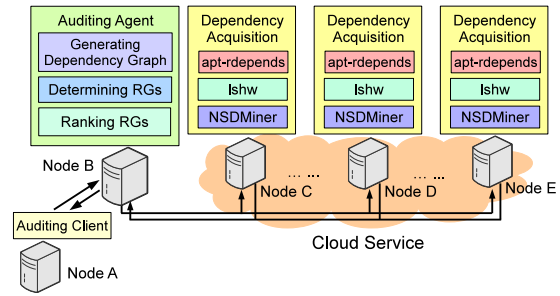 Auditing Agent
Generating
Dependency Graph
Determining RGs
Ranking RGs
Dependency
Acquisition
apt-rdepends
lshw
NSDMiner
Dependency
Acquisition
apt-rdepends
lshw
NSDMiner
Dependency
Acquisition
apt-rdepends
lshw
NSDMiner
Node B
Node C
... ...
Node D
... ...
Node E
Auditing Client
Cloud Service
Node A